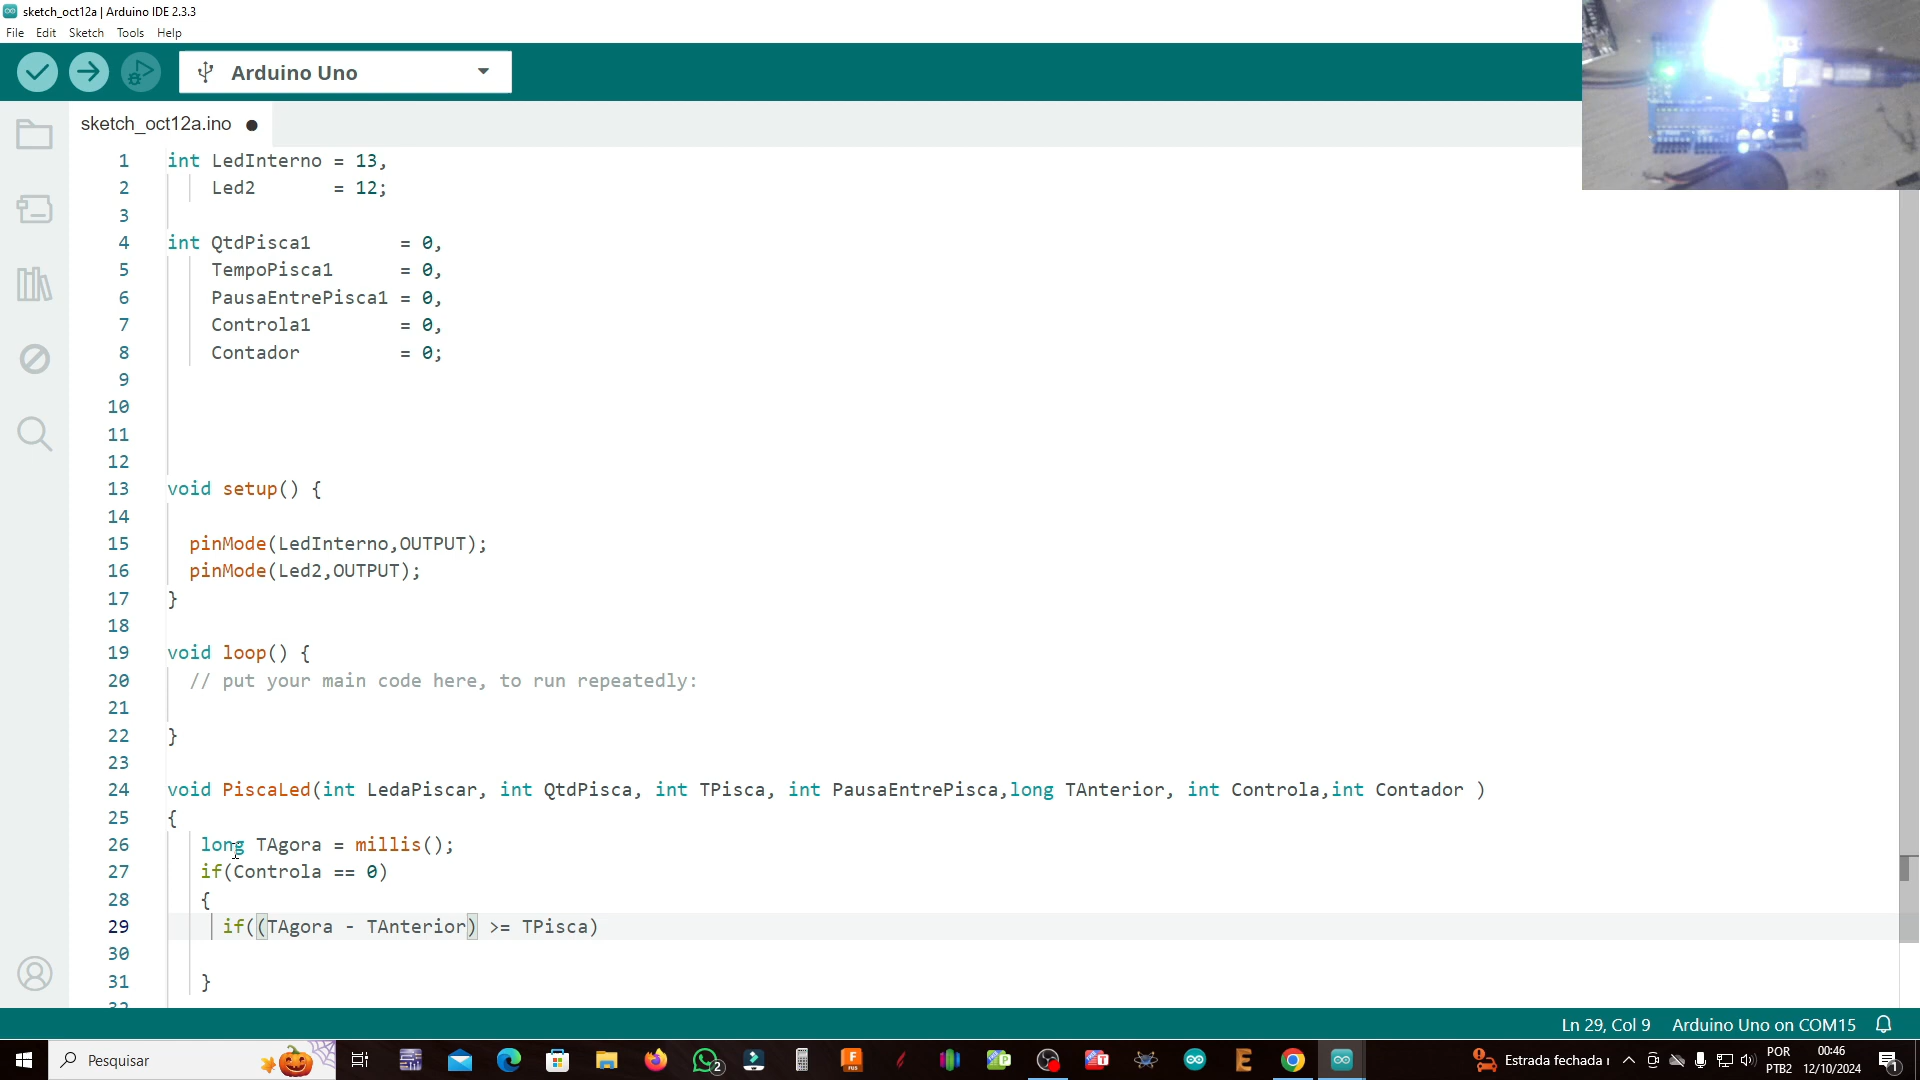 sketch_oct12a | Arduino IDE 2.3.3
File Edit Sketch Tools Help
Arduino Uno
sketch_oct12a.ino
1 int LedInterno = 13,
2 Led2 = 12;
3
4 int QtdPisca1 = 0,
5 TempoPisca1 = 0,
6 PausaEntrePisca1 = 0,
7 Controla1 = 0,
8 Contador = 0;
9
10
11
12
13 void setup() {
14
15 pinMode(LedInterno,OUTPUT);
16 pinMode(Led2,OUTPUT);
17 }
18
19 void loop() {
20 // put your main code here, to run repeatedly:
21
22 }
23
24 void PiscaLed(int LedaPiscar, int QtdPisca, int TPisca, int PausaEntrePisca,long TAnterior, int Controla,int Contador )
25 {
26 long TAgora = millis();
27 if(Controla == 0)
28 {
29 if((TAgora - TAnterior) >= TPisca)
30
31 }
Ln 29, Col 9 Arduino Uno on COM15
Pesquisar
2
Estrada fechada
POR
PTB2
00:46
12/10/2024
1